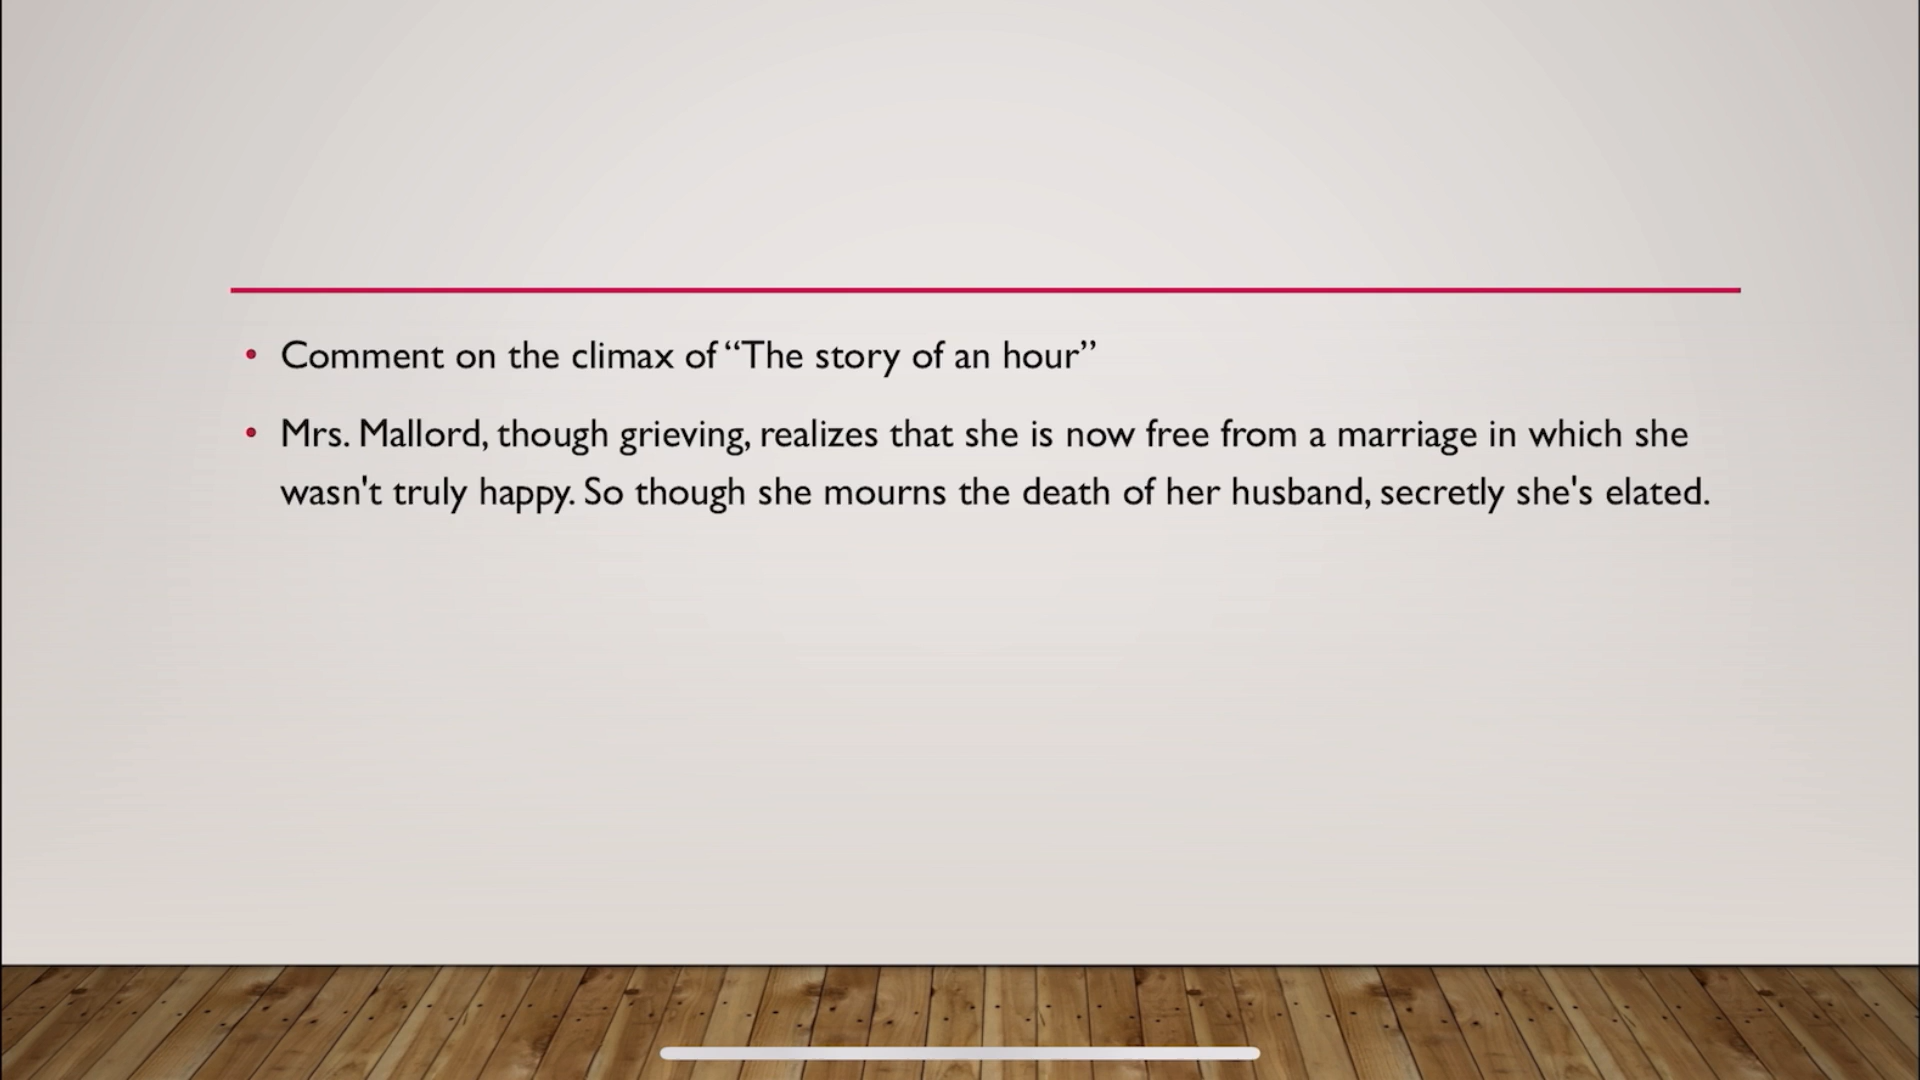 • Comment on the climax of “The story of an hour”
• Mrs. Mallord, though grieving, realizes that she is now free from a marriage in which she
wasn't truly happy. So though she mourns the death of her husband, secretly she's elated.